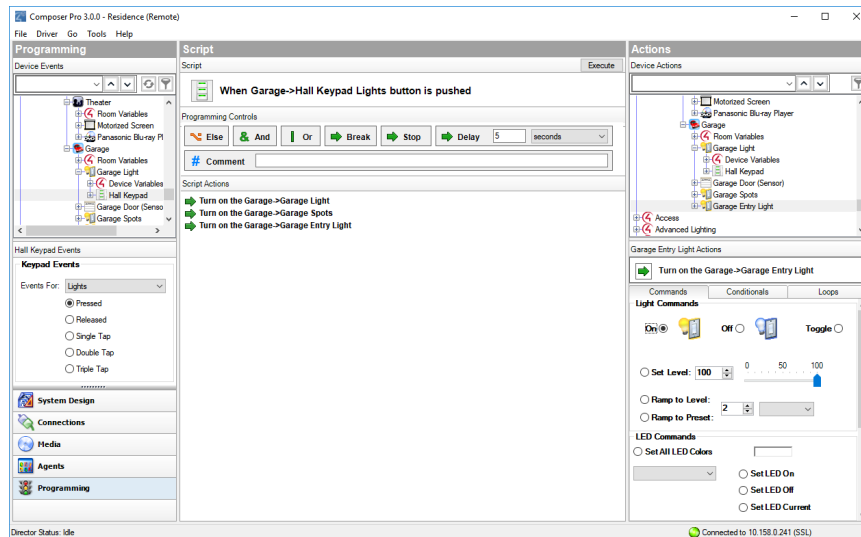 Composer Pro 3.0.0 - Residence (Remote)
File Driver Go Tools Help
Programming
Device Events
Theater
Room Variables
Motorized Screen
Panasonic Blu-ray Pl
Garage
Room Variables
Garage Light
Device Variables
Hall Keypad
Garage Door (Senso
Garage Spots
Hall Keypad Events
Keypad Events
Events For: Lights
Pressed
Released
Single Tap
Double Tap
Triple Tap
System Design
Connections
Media
Agents
Programming
Script
Script Execute
When Garage->Hall Keypad Lights button is pushed
Programming Controls
Else & And Or Break Stop Delay 5 seconds
# Comment
Script Actions
Turn on the Garage->Garage Light
Turn on the Garage->Garage Spots
Turn on the Garage->Garage Entry Light
Actions
Device Actions
Motorized Screen
Panasonic Blu-ray Player
Garage
Room Variables
Garage Light
Device Variables
Hall Keypad
Garage Door (Sensor)
Garage Spots
Garage Entry Light
Access
Advanced Lighting
Garage Entry Light Actions
Turn on the Garage->Garage Entry Light
Commands Conditionals Loops
Light Commands
On Off Toggle
0 50 100
Set Level: 100
Ramp to Level:
2
Ramp to Preset:
LED Commands
Set All LED Colors
Set LED On
Set LED Off
Set LED Current
Director Status: Idle
Connected to 10.158.0.241 (SSL)